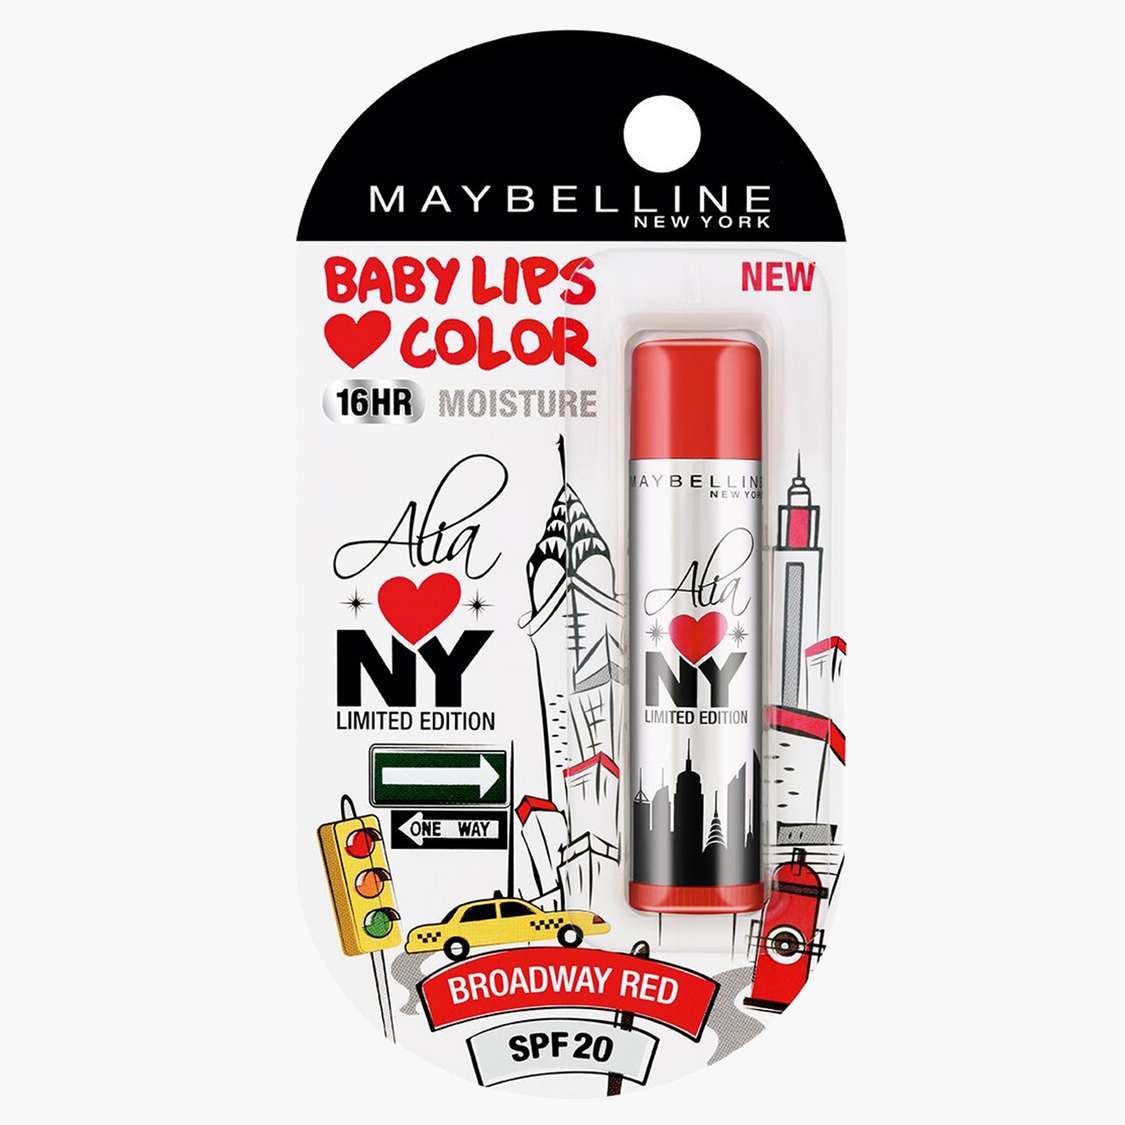 MAYBELLINE
NEW YORK
BABY LIPS
COLOR
NEW
16HR MOISTURE
Alia
NY
LIMITED EDITION
ONE WAY
MAYBELLINE
NEW YORK
Alia
NY
LIMITED EDITION
BROADWAY RED
SPF 20